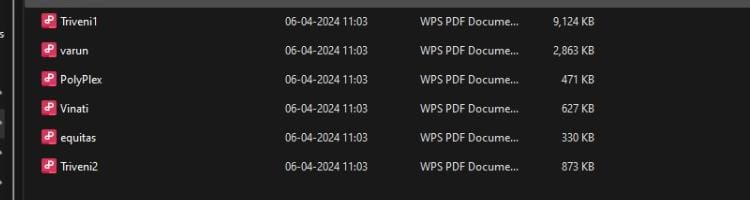 Triveni1 06-04-2024 11:03 WPS PDF Docume... 9,124 KB
varun 06-04-2024 11:03 WPS PDF Docume... 2,863 KB
PolyPlex 06-04-2024 11:03 WPS PDF Docume... 471 KB
Vinati 06-04-2024 11:03 WPS PDF Docume... 627 KB
equitas 06-04-2024 11:03 WPS PDF Docume... 330 KB
Triveni2 06-04-2024 11:03 WPS PDF Docume... 873 KB